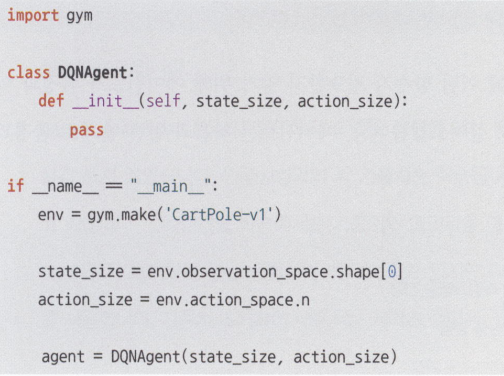 import gym
class DQNAgent:
def __init__(self, state_size, action_size):
pass
if __name__ == "__main__":
env = gym.make('CartPole-v1')
state_size = env.observation_space.shape[0]
action_size = env.action_space.n
agent = DQNAgent(state_size, action_size)